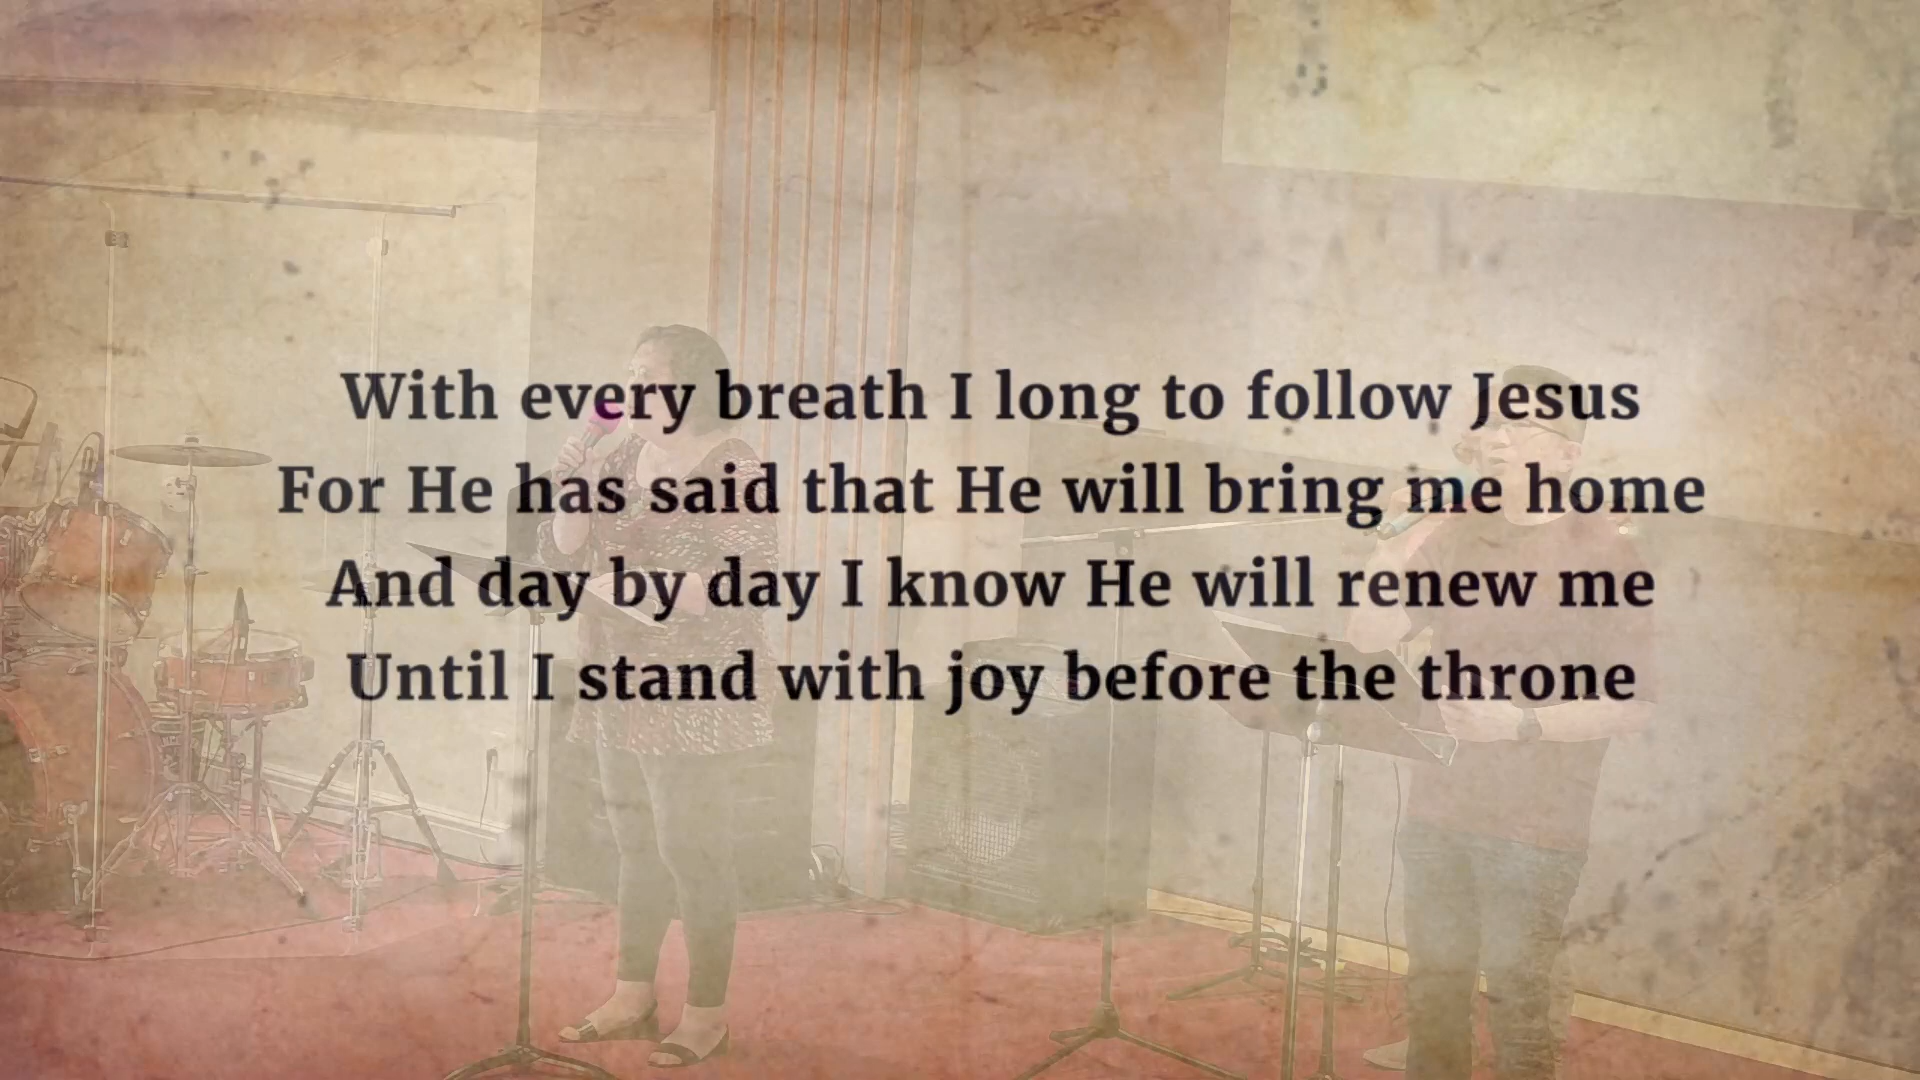 With every breath I long to follow Jesus
For He has said that He will bring me home
And day by day I know He will renew me
Until I stand with joy before the throne